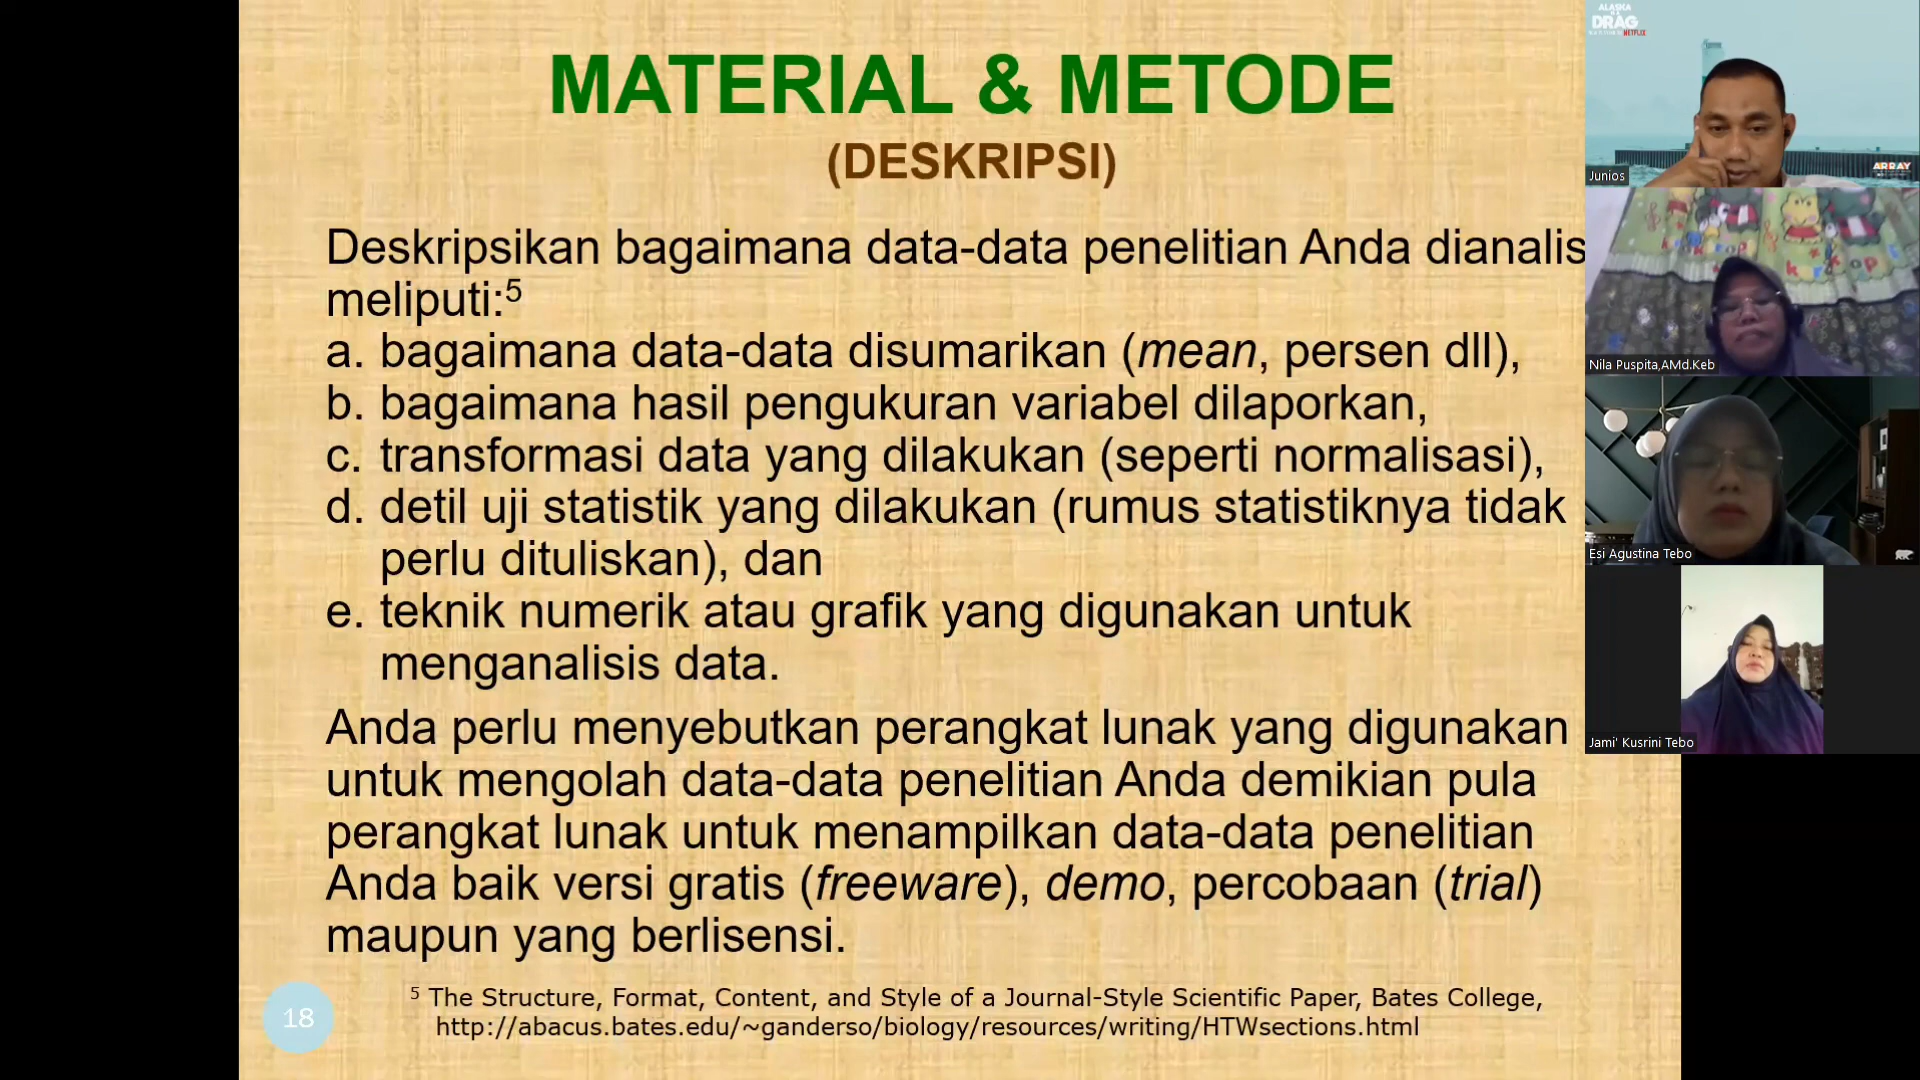 MATERIAL & METODE
(DESKRIPSI)
Deskripsikan bagaimana data-data penelitian Anda dianalis
meliputi:⁵
a. bagaimana data-data disumarikan (mean, persen dll),
b. bagaimana hasil pengukuran variabel dilaporkan,
c. transformasi data yang dilakukan (seperti normalisasi),
d. detil uji statistik yang dilakukan (rumus statistiknya tidak
perlu dituliskan), dan
e. teknik numerik atau grafik yang digunakan untuk
menganalisis data.
Anda perlu menyebutkan perangkat lunak yang digunakan
untuk mengolah data-data penelitian Anda demikian pula
perangkat lunak untuk menampilkan data-data penelitian
Anda baik versi gratis (freeware), demo, percobaan (trial)
maupun yang berlisensi.
⁵ The Structure, Format, Content, and Style of a Journal-Style Scientific Paper, Bates College,
http://abacus.bates.edu/~ganderso/biology/resources/writing/HTWsections.html
18
ALASKA
DRAG
NETFLIX
ARRAY
Junios
Nila Puspita,AMd.Keb
Esi Agustina Tebo
Jami' Kusrini Tebo